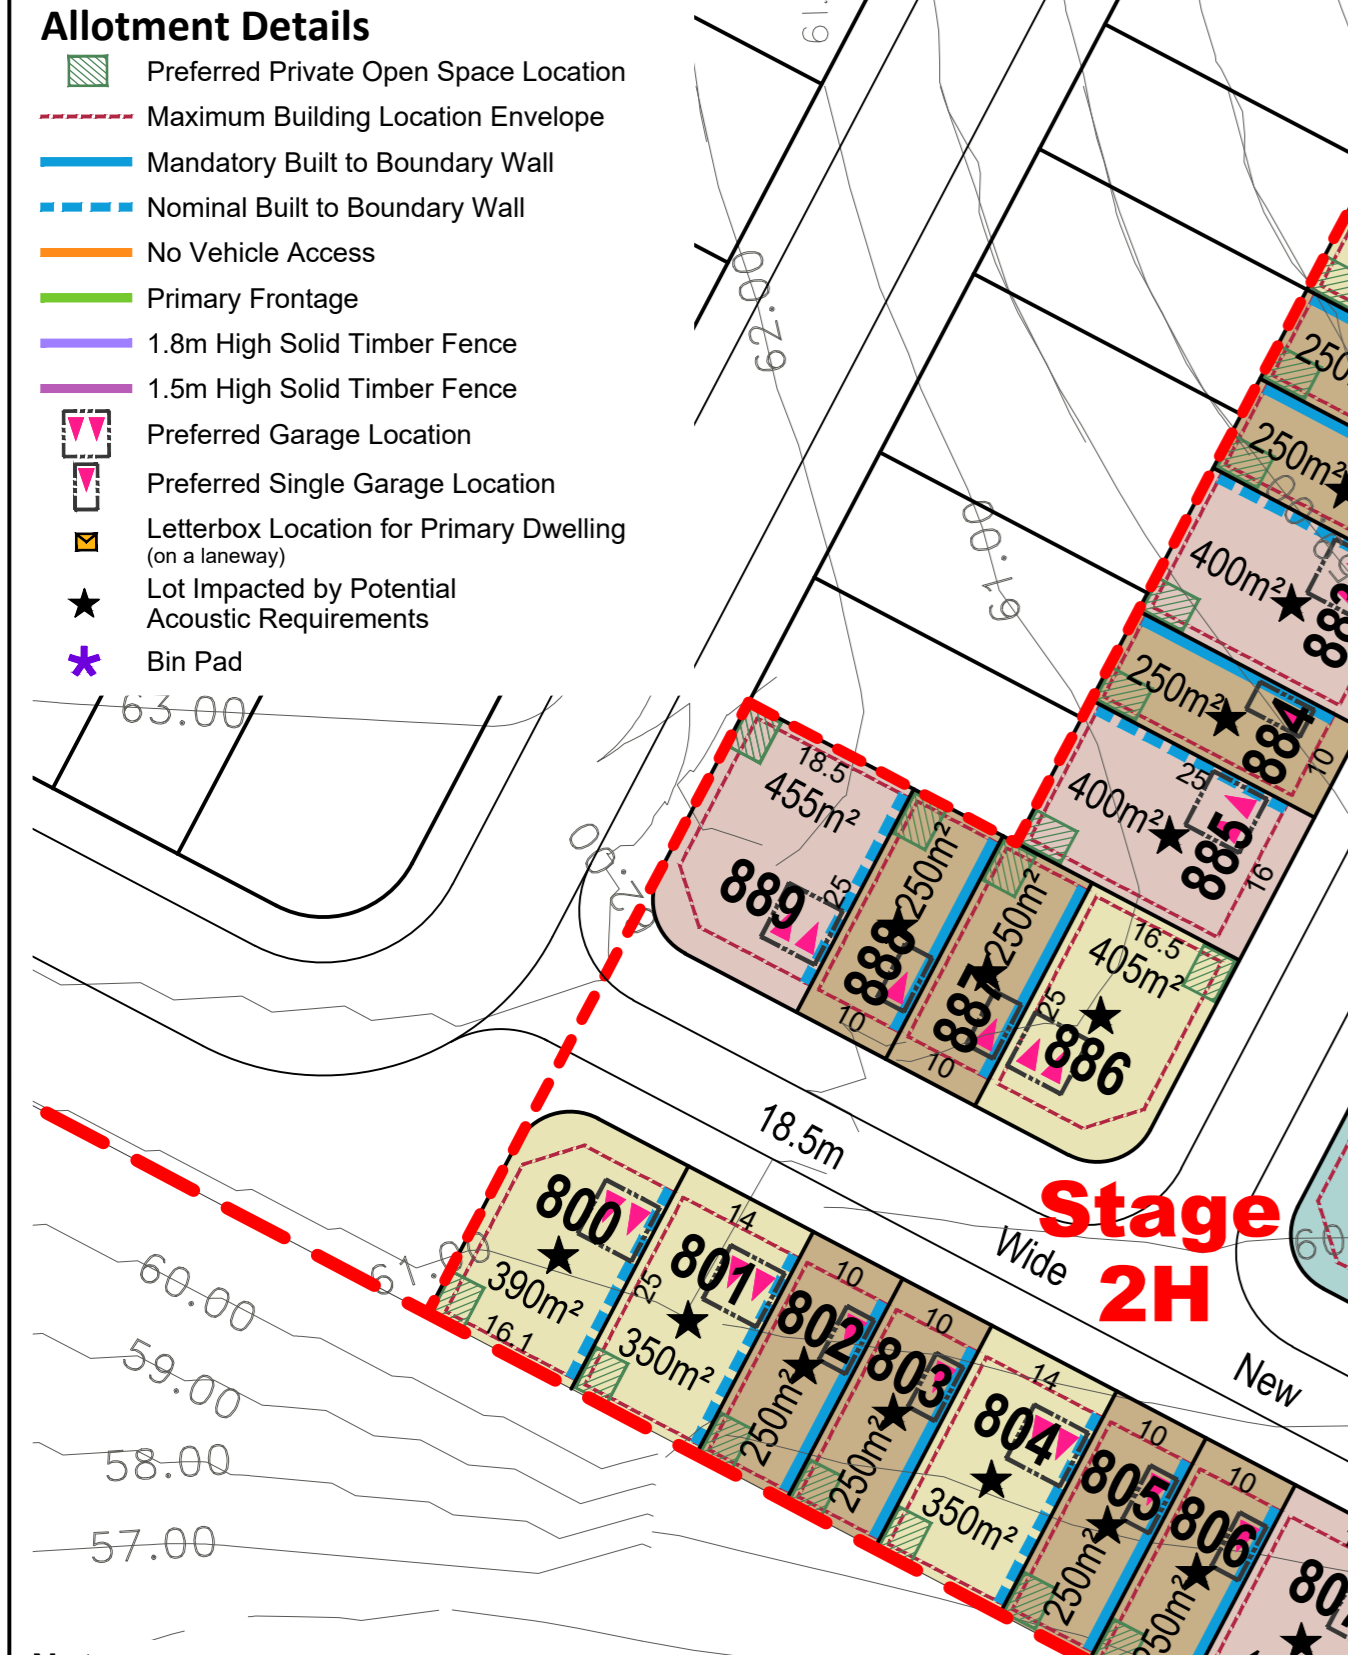 Allotment Details
Preferred Private Open Space Location
Maximum Building Location Envelope
Mandatory Built to Boundary Wall
Nominal Built to Boundary Wall
No Vehicle Access
Primary Frontage
1.8m High Solid Timber Fence
1.5m High Solid Timber Fence
Preferred Garage Location
Preferred Single Garage Location
Letterbox Location for Primary Dwelling
(on a laneway)
Lot Impacted by Potential
Acoustic Requirements
Bin Pad
63.00
62.00
61.00
250m²
400m²
883
250m²
884
10
25
400m²
885
16
18.5
455m²
889
25
250m²
888
10
250m²
887
10
16.5
405m²
25
886
18.5m
Wide
New
Stage
2H
60
800
390m²
16.1
801
14
25
350m²
802
10
250m²
803
10
250m²
804
14
350m²
805
10
250m²
806
10
250m²
61.00
60.00
59.00
58.00
57.00